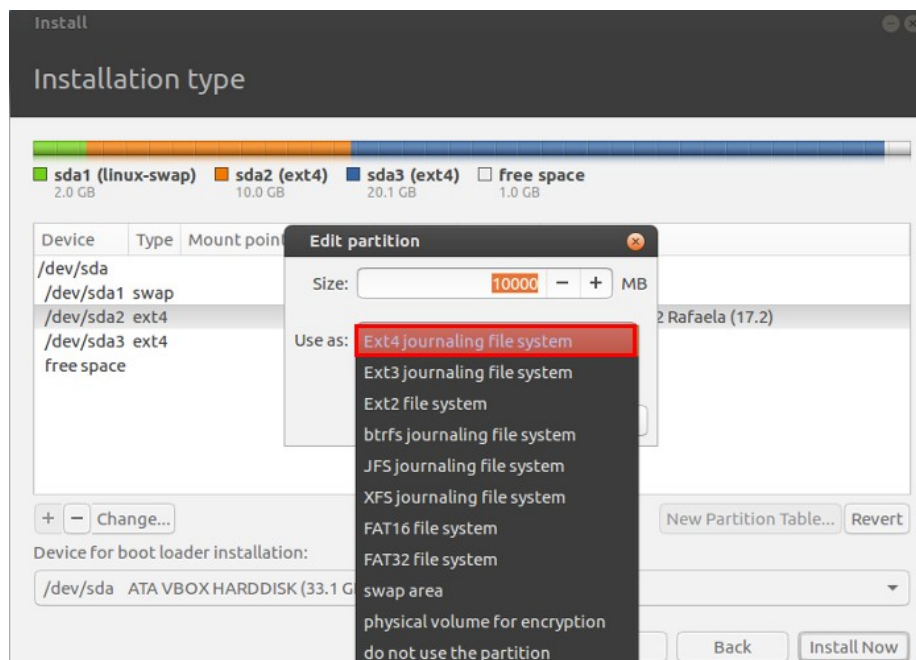 Install
Installation type
sda1 (linux-swap) sda2 (ext4) sda3 (ext4) free space
2.0 GB 10.0 GB 20.1 GB 1.0 GB
Device Type Mount point
Edit partition
/dev/sda
Size: 10000 − + MB
/dev/sda1 swap
/dev/sda2 ext4 2 Rafaela (17.2)
/dev/sda3 ext4
Use as: Ext4 journaling file system
free space
Ext3 journaling file system
Ext2 file system
btrfs journaling file system
JFS journaling file system
XFS journaling file system
+ − Change... New Partition Table... Revert
FAT16 file system
Device for boot loader installation:
FAT32 file system
/dev/sda ATA VBOX HARDDISK (33.1 G
swap area
physical volume for encryption
do not use the partition
Back Install Now